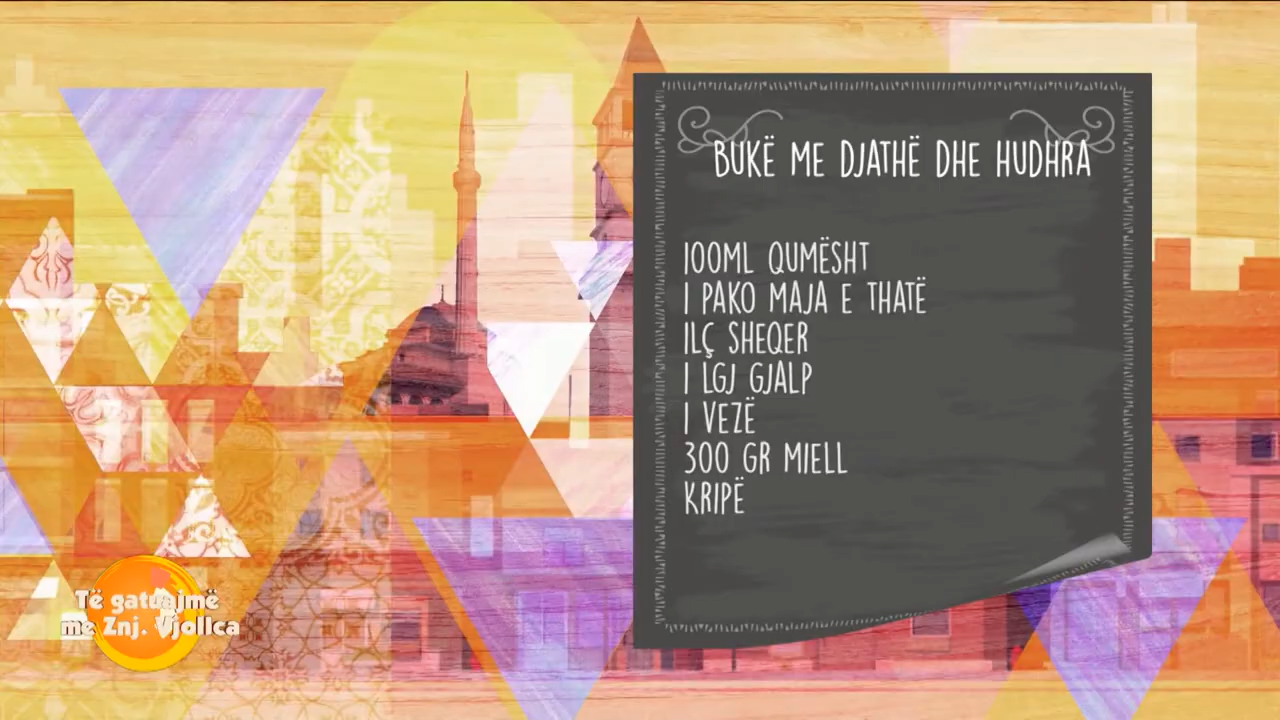 BUKË ME DJATHË DHE HUDHRA
100ML QUMËSHT
1 PAKO MAJA E THATË
1LÇ SHEQER
1 LGJ GJALP
1 VEZË
300 GR MIELL
KRIPË
Të gatuajmë
me Znj. Vjollca